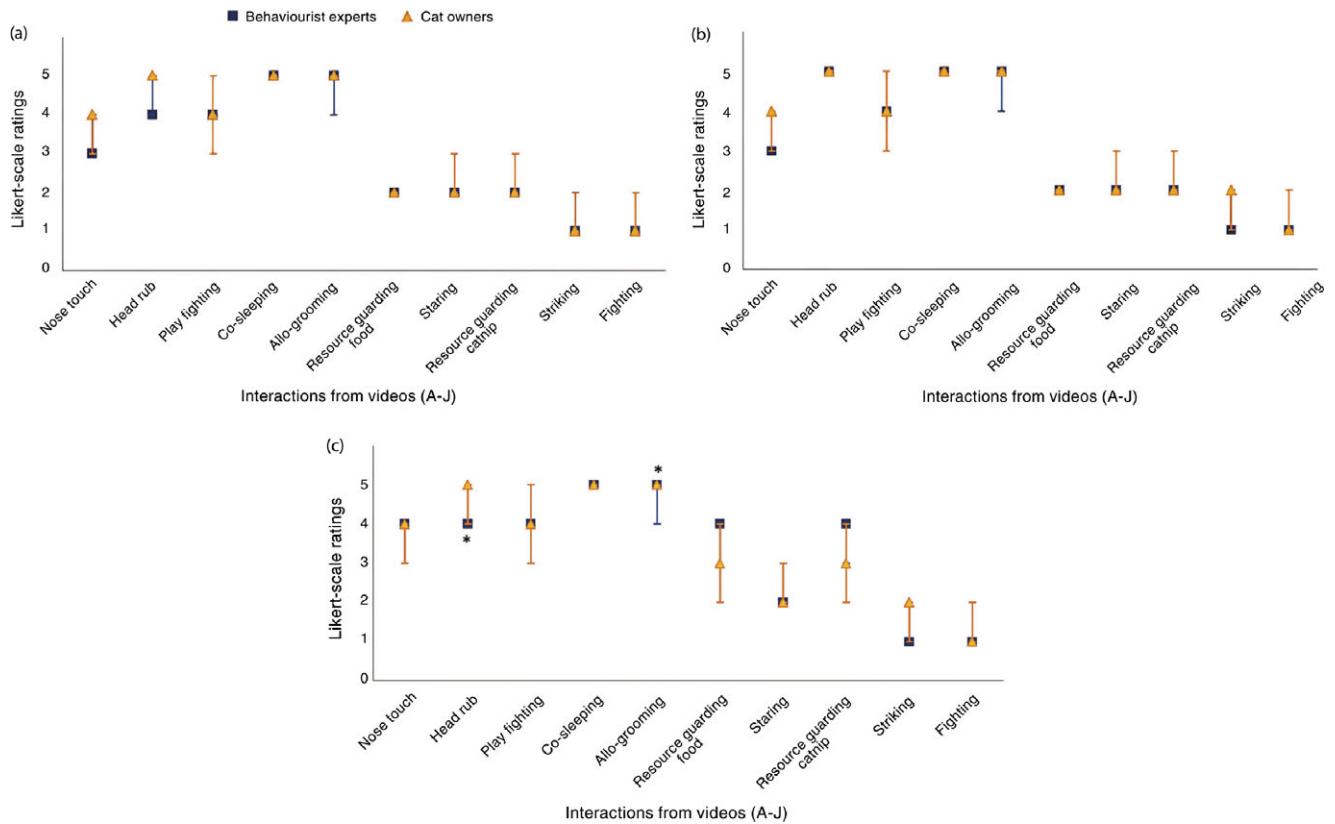 Behaviourist experts Cat owners
(a)
Likert-scale ratings
5
4
3
2
1
0
Nose touch
Head rub
Play fighting
Co-sleeping
Allo-grooming
Resource guarding
food
Staring
Resource guarding
catnip
Striking
Fighting
Interactions from videos (A-J)
(b)
Likert-scale ratings
5
4
3
2
1
0
Nose touch
Head rub
Play fighting
Co-sleeping
Allo-grooming
Resource guarding
food
Staring
Resource guarding
catnip
Striking
Fighting
Interactions from videos (A-J)
(c)
Likert-scale ratings
5
4
3
2
1
0
*
*
Nose touch
Head rub
Play fighting
Co-sleeping
Allo-grooming
Resource guarding
food
Staring
Resource guarding
catnip
Striking
Fighting
Interactions from videos (A-J)